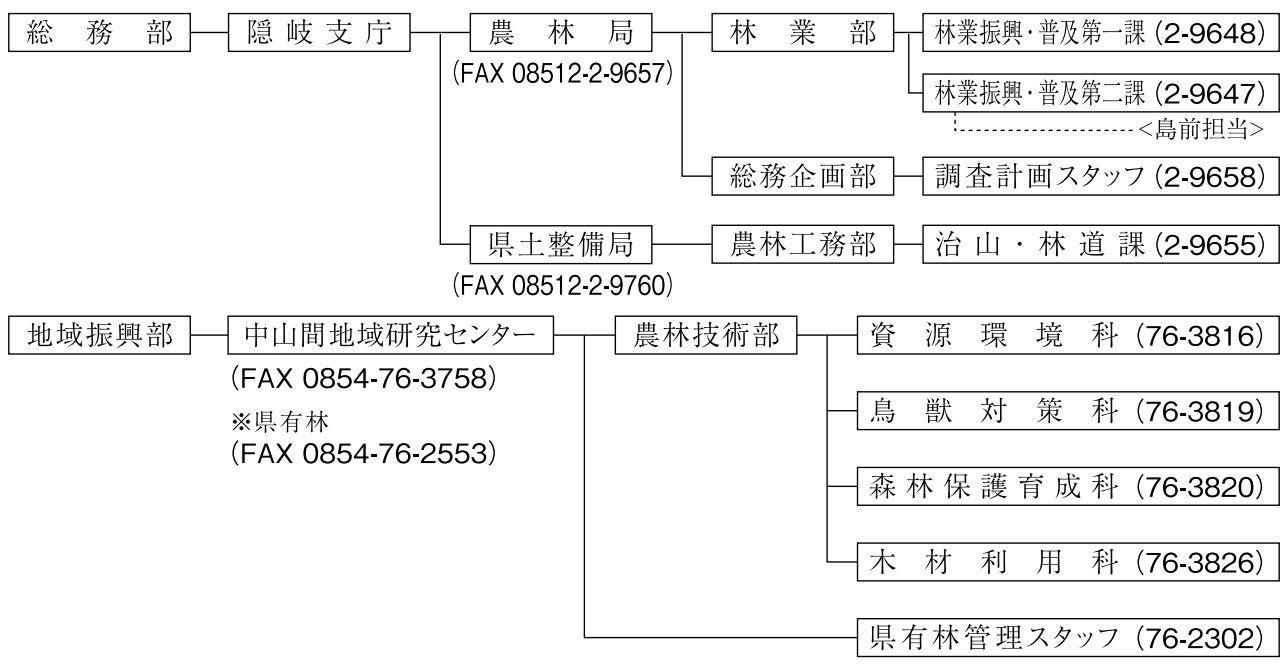 総務部 隠岐支庁 農林局 林業部 林業振興・普及第一課 (2-9648)
(FAX 08512-2-9657)
林業振興・普及第二課 (2-9647)
<島前担当>
総務企画部 調査計画スタッフ (2-9658)
県土整備局 農林工務部 治山・林道課 (2-9655)
(FAX 08512-2-9760)
地域振興部 中山間地域研究センター 農林技術部 資源環境科 (76-3816)
(FAX 0854-76-3758)
※県有林
(FAX 0854-76-2553)
鳥獣対策科 (76-3819)
森林保護育成科 (76-3820)
木材利用科 (76-3826)
県有林管理スタッフ (76-2302)